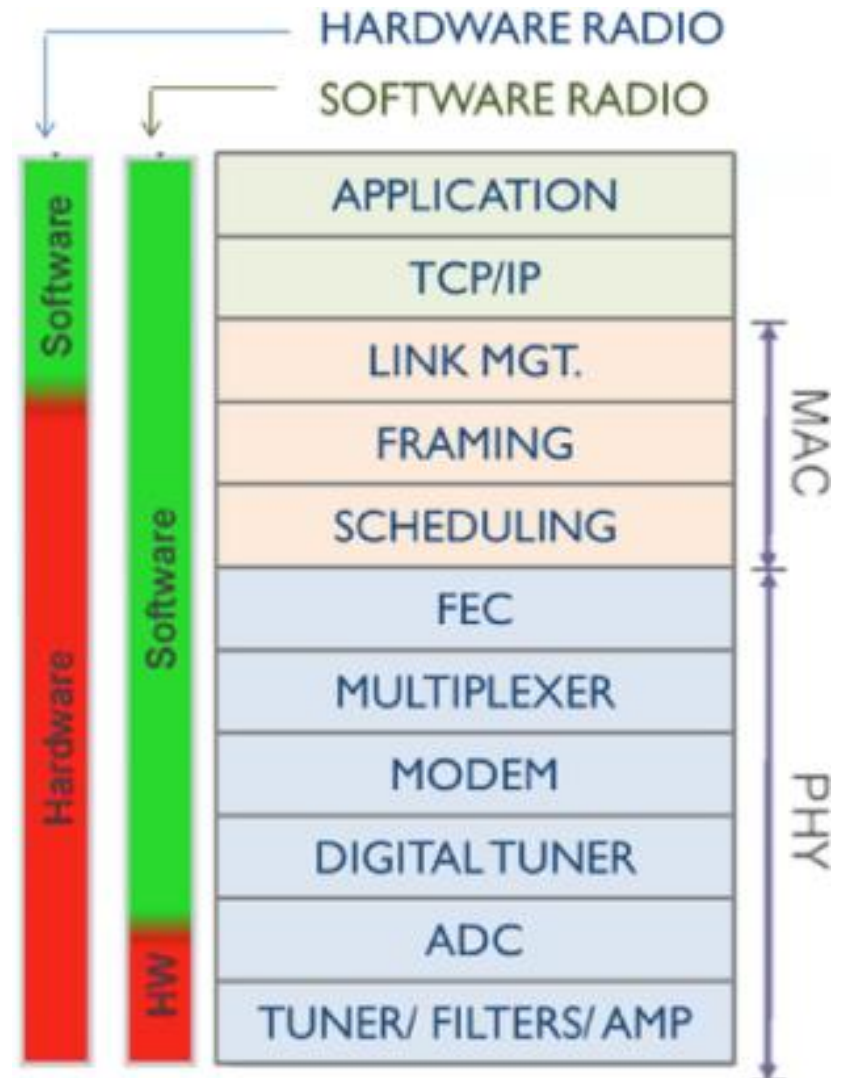 HARDWARE RADIO
SOFTWARE RADIO
Software
Hardware
Software
HW
APPLICATION
TCP/IP
LINK MGT.
FRAMING
SCHEDULING
FEC
MULTIPLEXER
MODEM
DIGITAL TUNER
ADC
TUNER/ FILTERS/ AMP
MAC
PHY